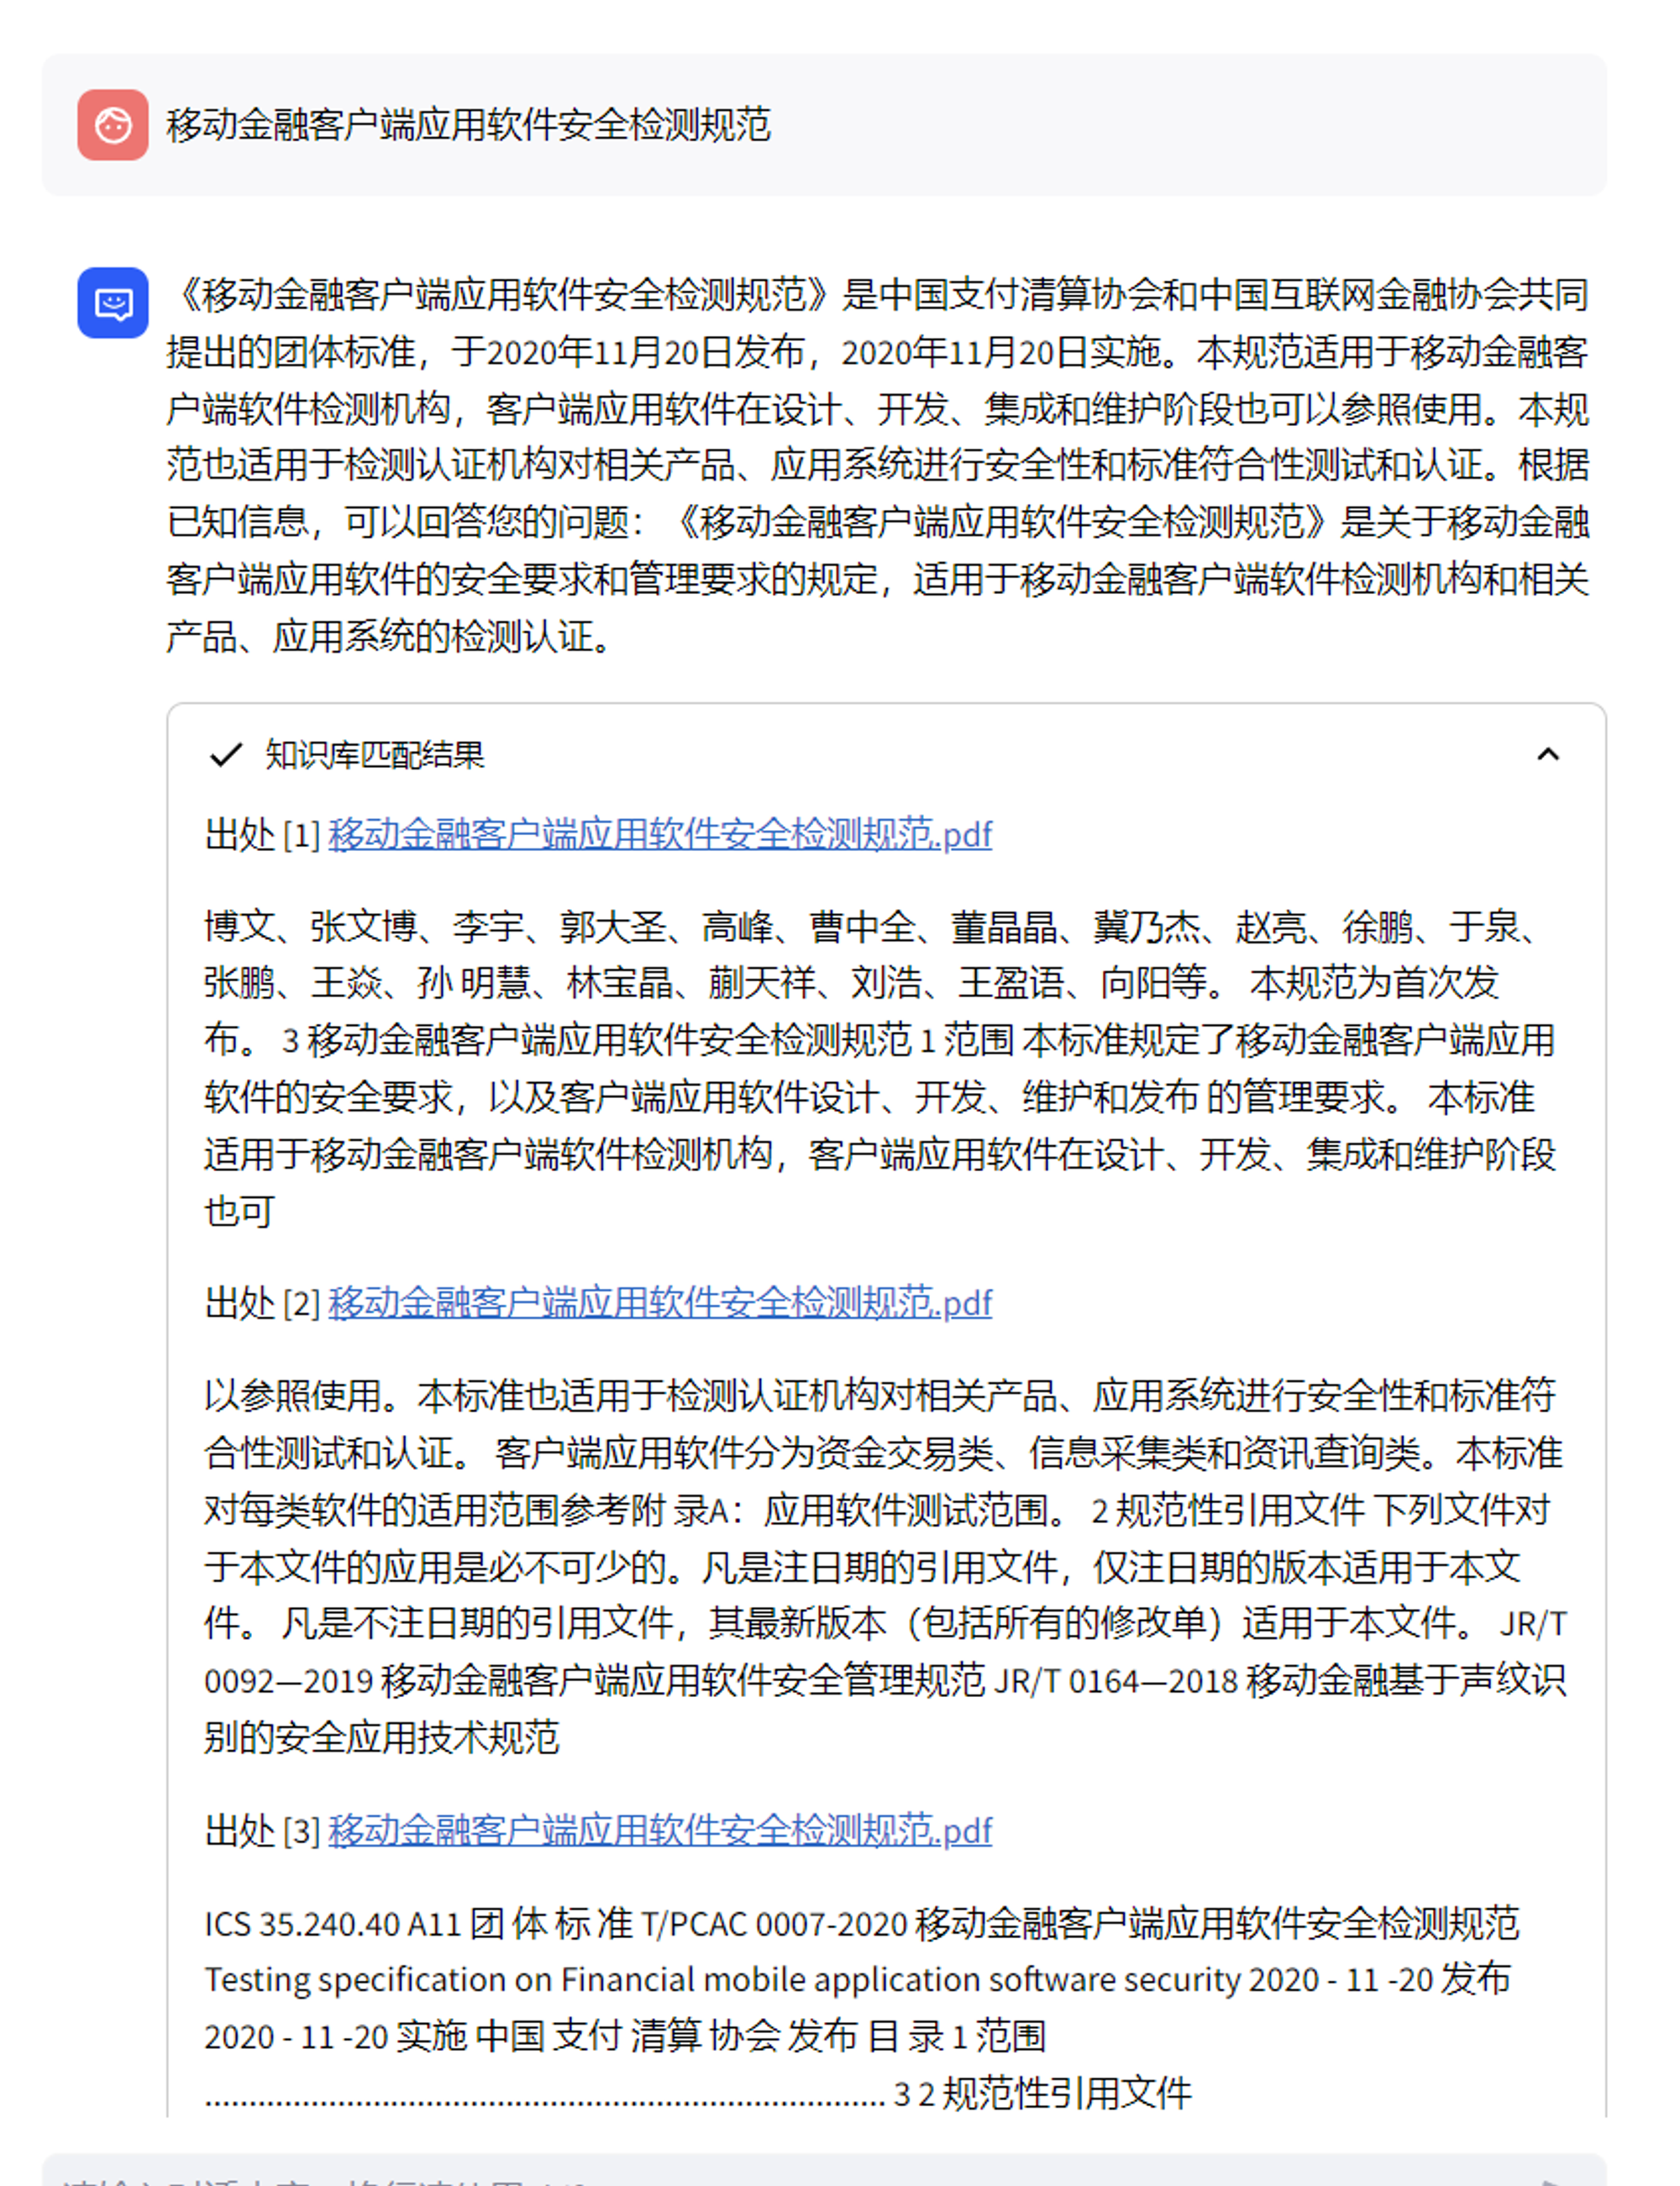 移动金融客户端应用软件安全检测规范
《移动金融客户端应用软件安全检测规范》是中国支付清算协会和中国互联网金融协会共同
提出的团体标准，于2020年11月20日发布，2020年11月20日实施。本规范适用于移动金融客
户端软件检测机构，客户端应用软件在设计、开发、集成和维护阶段也可以参照使用。本规
范也适用于检测认证机构对相关产品、应用系统进行安全性和标准符合性测试和认证。根据
已知信息，可以回答您的问题：《移动金融客户端应用软件安全检测规范》是关于移动金融
客户端应用软件的安全要求和管理要求的规定，适用于移动金融客户端软件检测机构和相关
产品、应用系统的检测认证。
知识库匹配结果
出处 [1] 移动金融客户端应用软件安全检测规范.pdf
博文、张文博、李宇、郭大圣、高峰、曹中全、董晶晶、冀乃杰、赵亮、徐鹏、于泉、
张鹏、王焱、孙 明慧、林宝晶、蒯天祥、刘浩、王盈语、向阳等。 本规范为首次发
布。 3 移动金融客户端应用软件安全检测规范 1 范围 本标准规定了移动金融客户端应用
软件的安全要求，以及客户端应用软件设计、开发、维护和发布 的管理要求。 本标准
适用于移动金融客户端软件检测机构，客户端应用软件在设计、开发、集成和维护阶段
也可
出处 [2] 移动金融客户端应用软件安全检测规范.pdf
以参照使用。本标准也适用于检测认证机构对相关产品、应用系统进行安全性和标准符
合性测试和认证。 客户端应用软件分为资金交易类、信息采集类和资讯查询类。本标准
对每类软件的适用范围参考附 录A：应用软件测试范围。 2 规范性引用文件 下列文件对
于本文件的应用是必不可少的。凡是注日期的引用文件，仅注日期的版本适用于本文
件。 凡是不注日期的引用文件，其最新版本（包括所有的修改单）适用于本文件。 JR/T
0092—2019 移动金融客户端应用软件安全管理规范 JR/T 0164—2018 移动金融基于声纹识
别的安全应用技术规范
出处 [3] 移动金融客户端应用软件安全检测规范.pdf
ICS 35.240.40 A11 团 体 标 准 T/PCAC 0007-2020 移动金融客户端应用软件安全检测规范
Testing specification on Financial mobile application software security 2020 - 11 -20 发布
2020 - 11 -20 实施 中国 支付 清算 协会 发布 目 录 1 范围
............................................................................. 3 2 规范性引用文件